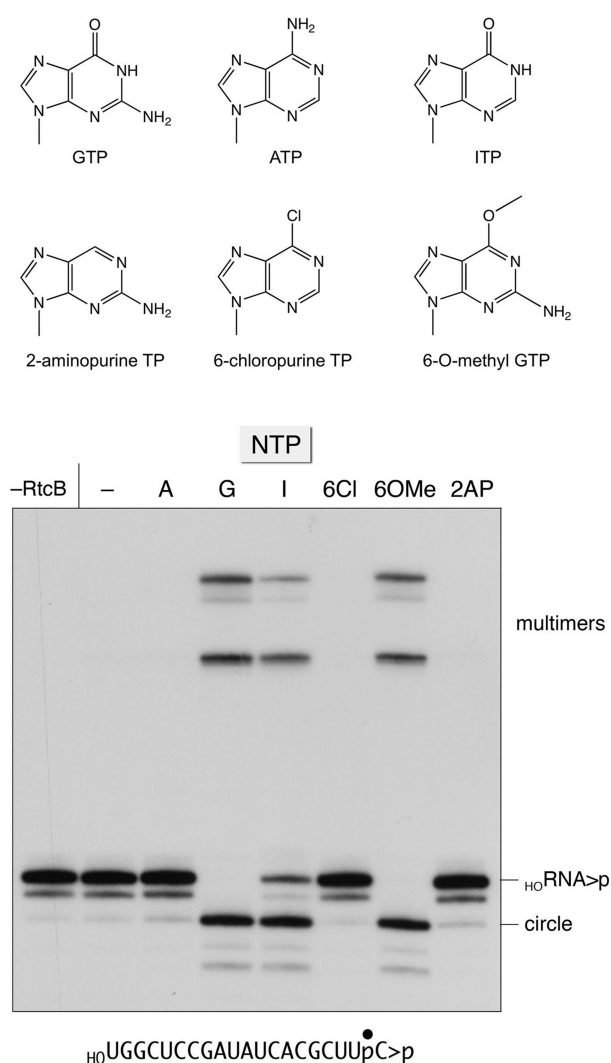 O NH₂ O
N NH N N N NH
N N NH₂ N N N N
GTP ATP ITP
Cl O
N N N N N N
N N NH₂ N N N N NH₂
2-aminopurine TP 6-chloropurine TP 6-O-methyl GTP
NTP
–RtcB – A G I 6Cl 6OMe 2AP
multimers
HORNA>p
circle
HOUGGCUCCGAUAUCACGCUUpC>p